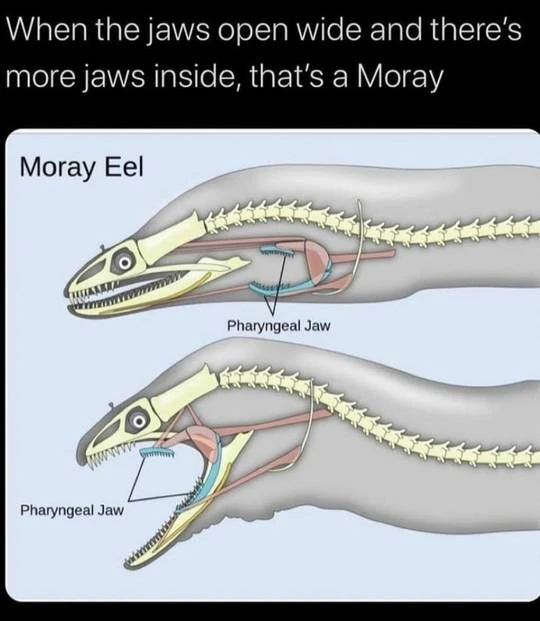 When the jaws open wide and there's
more jaws inside, that's a Moray
Moray Eel
Pharyngeal Jaw
Pharyngeal Jaw